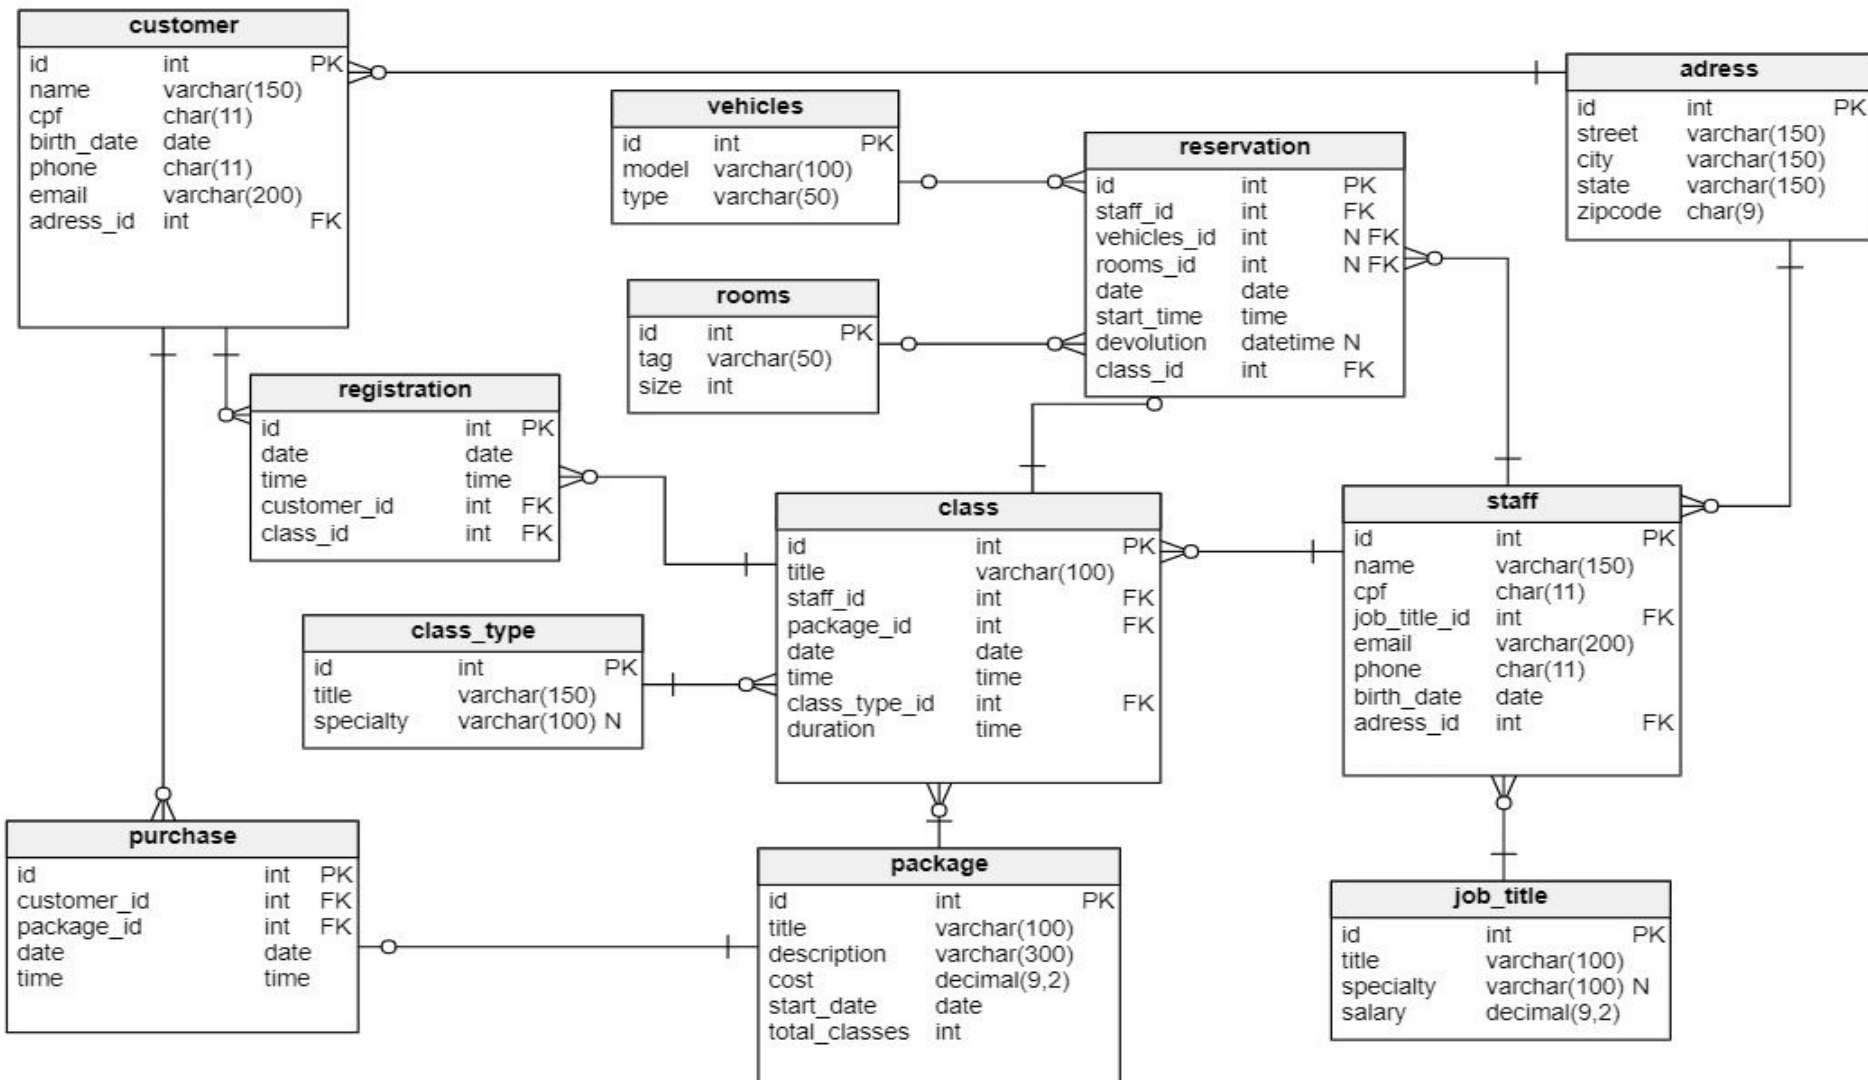 customer
id int PK
name varchar(150)
cpf char(11)
birth_date date
phone char(11)
email varchar(200)
adress_id int FK
adress
id int PK
street varchar(150)
city varchar(150)
state varchar(150)
zipcode char(9)
vehicles
id int PK
model varchar(100)
type varchar(50)
reservation
id int PK
staff_id int FK
vehicles_id int N FK
rooms_id int N FK
date date
start_time time
devolution datetime N
class_id int FK
rooms
id int PK
tag varchar(50)
size int
registration
id int PK
date date
time time
customer_id int FK
class_id int FK
class
id int PK
title varchar(100)
staff_id int FK
package_id int FK
date date
time time
class_type_id int FK
duration time
staff
id int PK
name varchar(150)
cpf char(11)
job_title_id int FK
email varchar(200)
phone char(11)
birth_date date
adress_id int FK
class_type
id int PK
title varchar(150)
specialty varchar(100) N
purchase
id int PK
customer_id int FK
package_id int FK
date date
time time
package
id int PK
title varchar(100)
description varchar(300)
cost decimal(9,2)
start_date date
total_classes int
job_title
id int PK
title varchar(100)
specialty varchar(100) N
salary decimal(9,2)